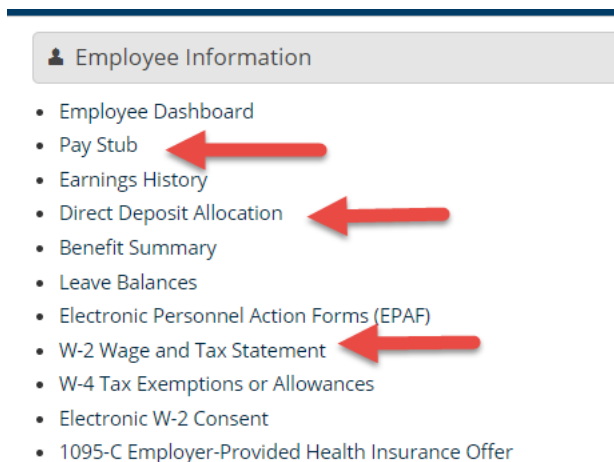 Employee Information
Employee Dashboard
Pay Stub
Earnings History
Direct Deposit Allocation
Benefit Summary
Leave Balances
Electronic Personnel Action Forms (EPAF)
W-2 Wage and Tax Statement
W-4 Tax Exemptions or Allowances
Electronic W-2 Consent
1095-C Employer-Provided Health Insurance Offer